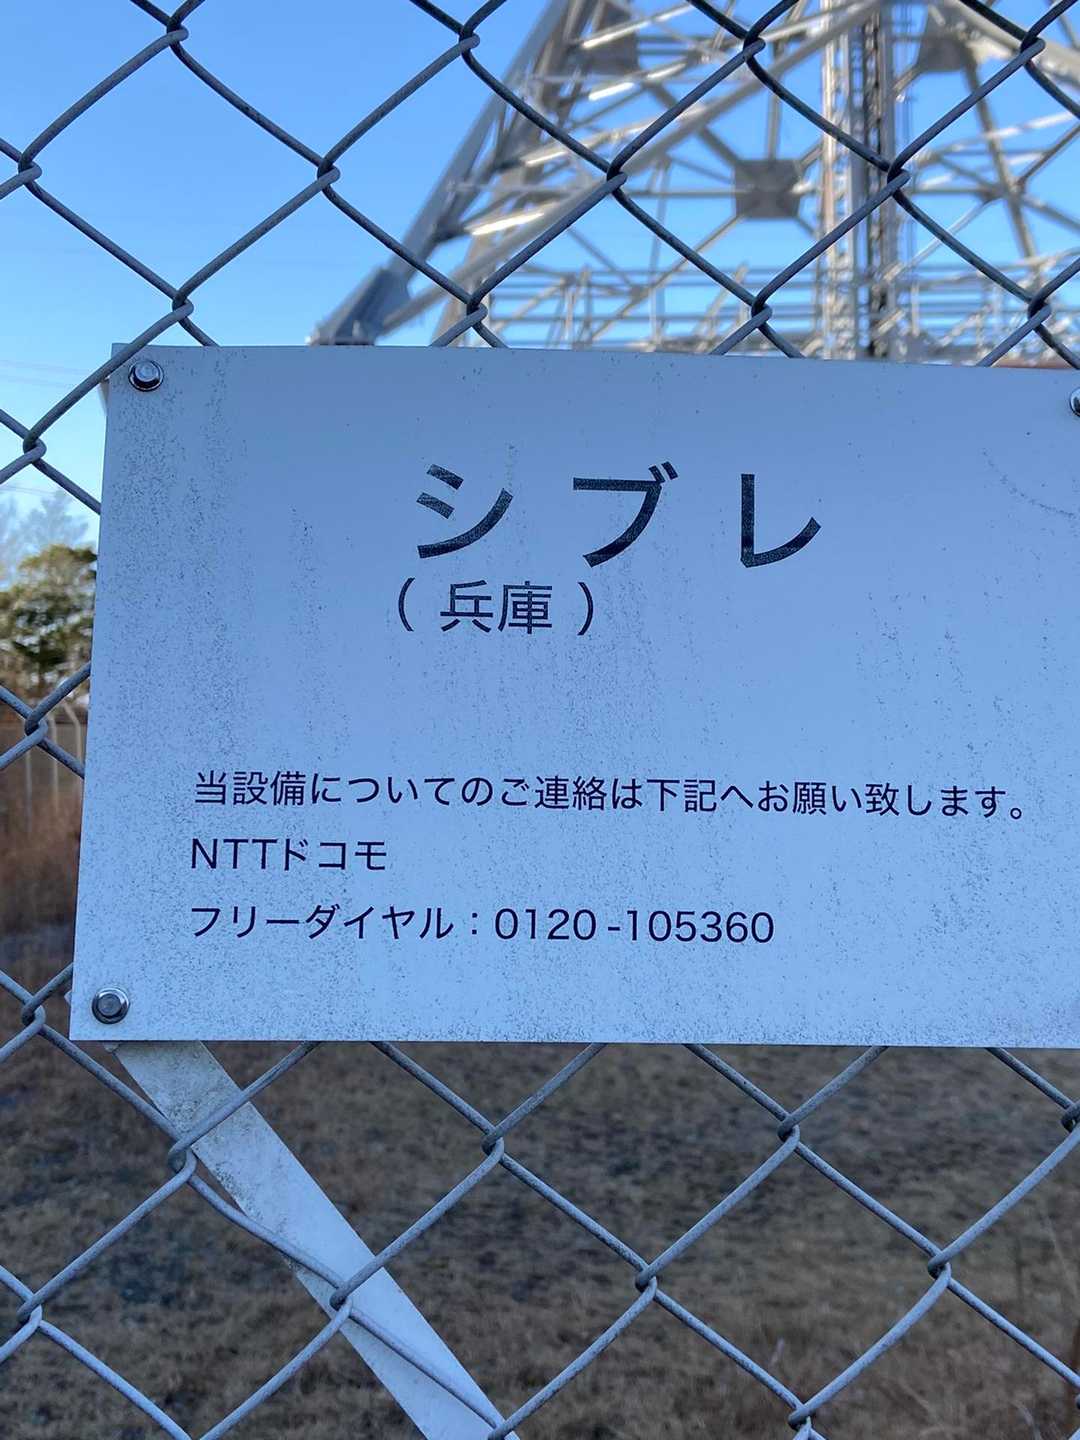 シブレ
(兵庫)
当設備についてのご連絡は下記へお願い致します。
NTTドコモ
フリーダイヤル：0120-105360